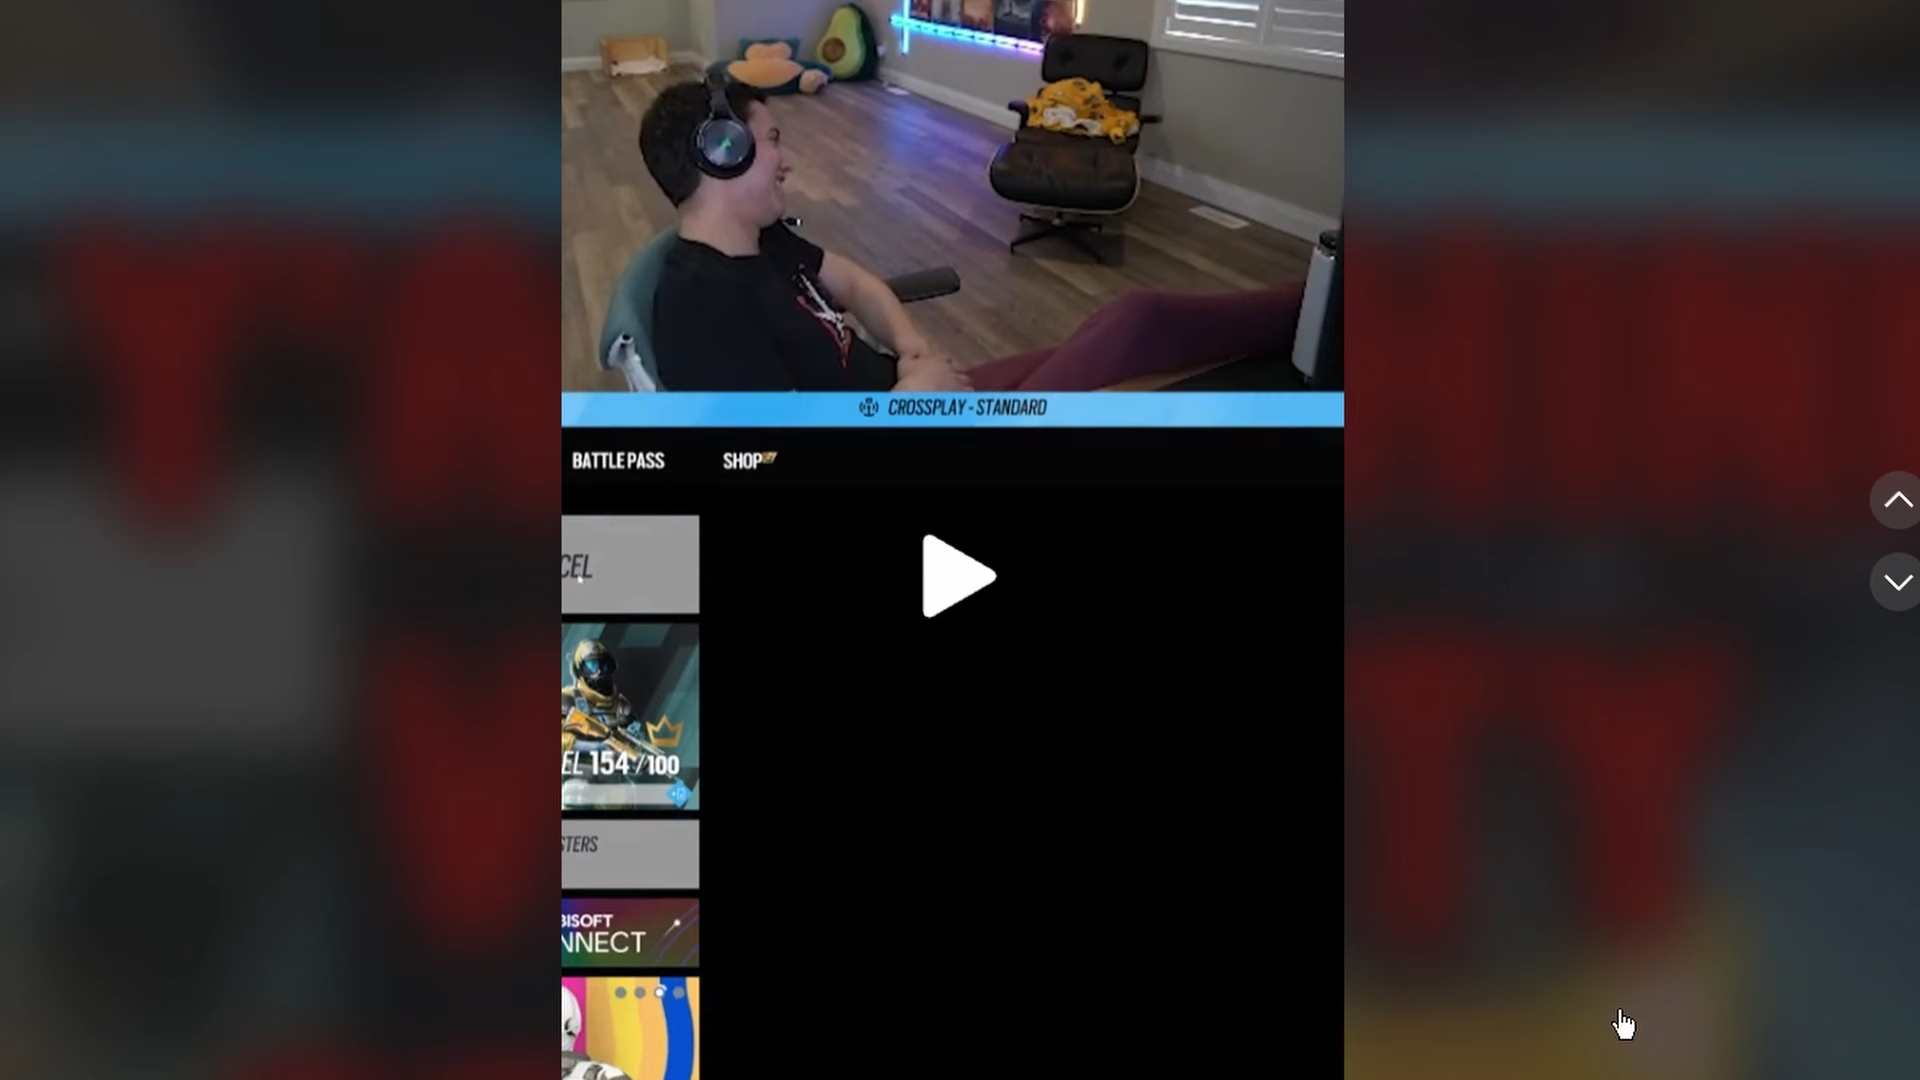 CROSSPLAY - STANDARD
BATTLE PASS SHOP
CEL
EL 154 /100
STERS
BISOFT
NNECT